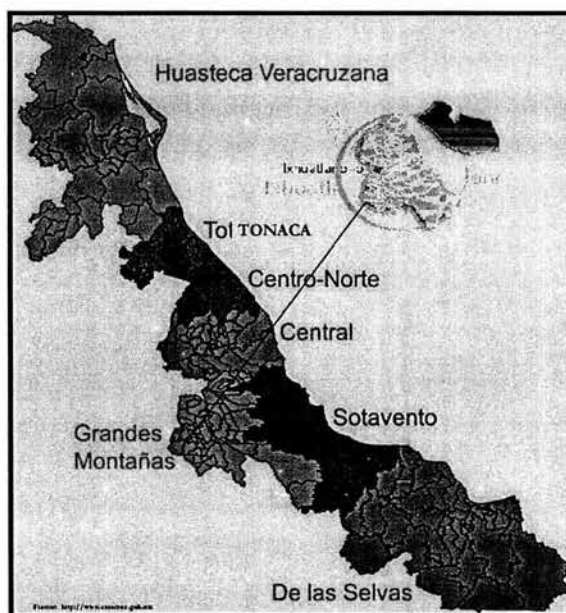 Huasteca Veracruzana
Tol TONACA
Centro-Norte
Central
Sotavento
Grandes
Montañas
De las Selvas